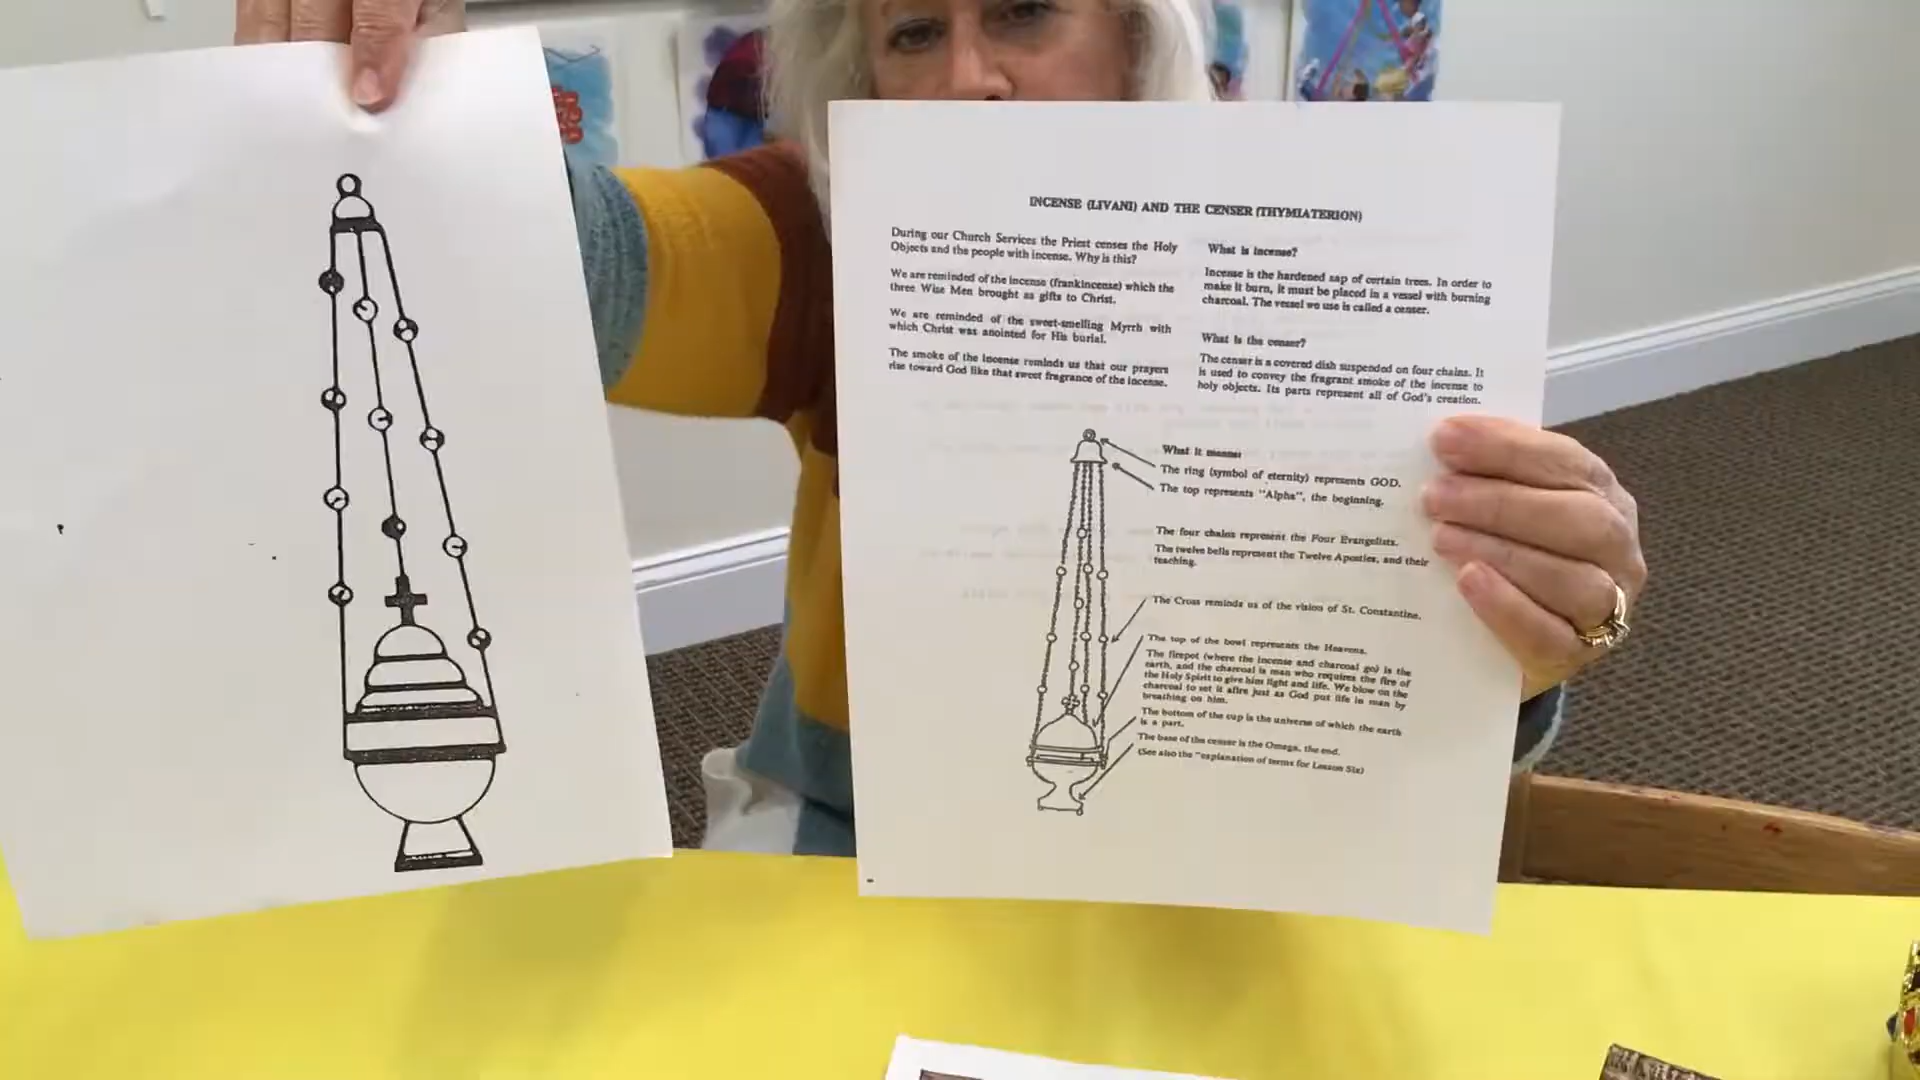 INCENSE (LIVANI) AND THE CENSER (THYMIATERION)
During our Church Services the Priest censes the Holy
Objects and the people with incense. Why is this?
We are reminded of the incense (frankincense) which the
three Wise Men brought as gifts to Christ.
We are reminded of the sweet-smelling Myrrh with
which Christ was anointed for His burial.
The smoke of the incense reminds us that our prayers
rise toward God like that sweet fragrance of the incense.
What is incense?
Incense is the hardened sap of certain trees. In order to
make it burn, it must be placed in a vessel with burning
charcoal. The vessel we use is called a censer.
What is the censer?
The censer is a covered dish suspended on four chains. It
is used to convey the fragrant smoke of the incense to
holy objects. Its parts represent all of God's creation.
What it means
The ring (symbol of eternity) represents GOD.
The top represents "Alpha", the beginning.
The four chains represent the Four Evangelists.
The twelve bells represent the Twelve Apostles, and their
teaching.
The Cross reminds us of the vision of St. Constantine.
The top of the bowl represents the Heavens.
The firepot (where the incense and charcoal go) is the
earth, and the charcoal is man who requires the fire of
the Holy Spirit to give him light and life. We blow on the
charcoal to set it afire just as God put life in man by
breathing on him.
The bottom of the cup is the universe of which the earth
is a part.
The base of the censer is the Omega, the end.
(See also the "explanation of terms for Lesson Six)